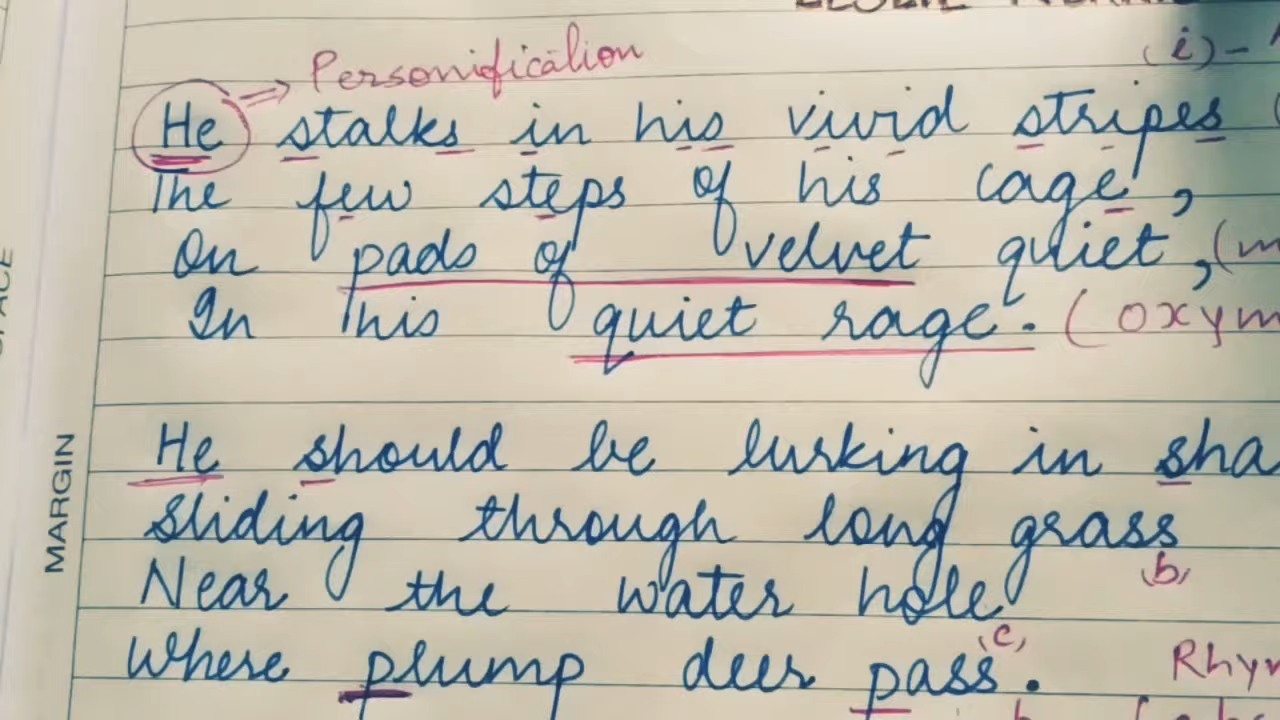 Personification
(i) -
He stalks in his vivid stripes (
The few steps of his cage,
On pads of velvet quiet, (m
In his quiet rage. (oxym
MARGIN
He should be lurking in sha
Sliding through long grass
(b)
Near the water hole
Where plump deer pass.
(c)
Rhy